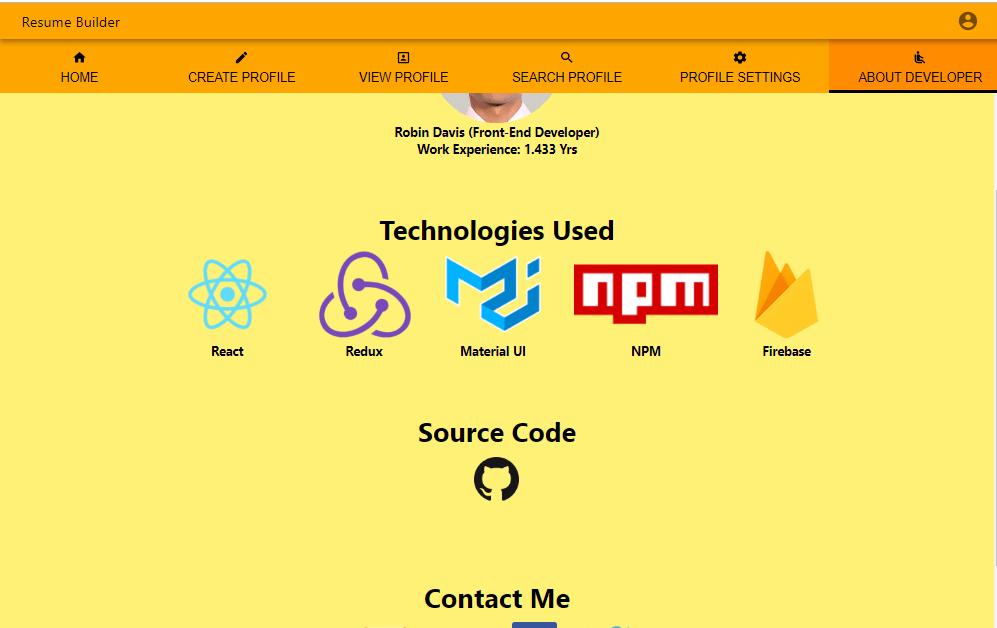 Resume Builder
HOME
CREATE PROFILE
VIEW PROFILE
SEARCH PROFILE
PROFILE SETTINGS
ABOUT DEVELOPER
Robin Davis (Front-End Developer)
Work Experience: 1.433 Yrs
Technologies Used
npm
React
Redux
Material UI
NPM
Firebase
Source Code
Contact Me